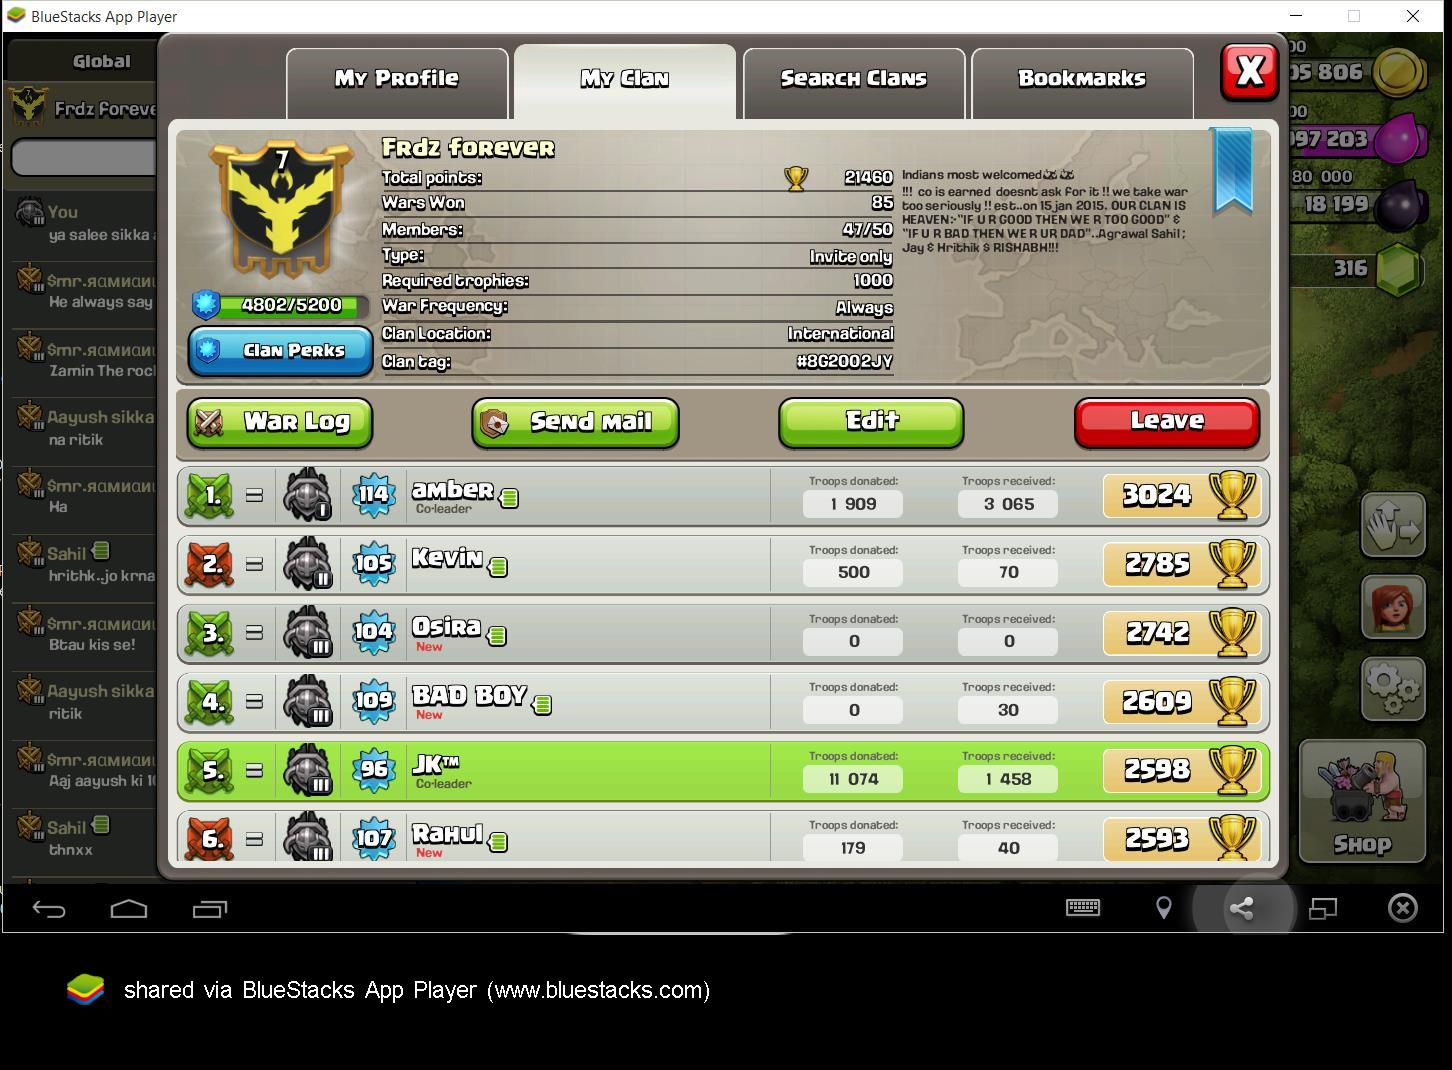 BlueStacks App Player
Global
Frdz foreve
You
ya salee sikka
He always say
Zamin The roc
Aayush sikka
na ritik
Ha
Sahil
hrithk..jo krna
Btau kis se!
Aayush sikka
ritik
Aaj aayush ki
Sahil
thnxx
My Profile
My Clan
Search Clans
Bookmarks
X
7
4802/5200
Clan Perks
Frdz forever
Total points: 21460
Wars Won 85
Members: 47/50
Type: Invite only
Required trophies: 1000
War Frequency: Always
Clan Location: International
Clan tag: #8G2002JY
Indians most welcomed
!!! co is earned doesnt ask for it !! we take war
too seriously !! est..on 15 jan 2015. OUR CLAN IS
HEAVEN:-"IF U R GOOD THEN WE R TOO GOOD" &
"IF U R BAD THEN WE R UR DAD"..Agrawal Sahil ;
Jay & Hrithik $ RISHABH!!!
War Log
Send Mail
Edit
Leave
1. = I 114 amber Co-leader Troops donated: 1 909 Troops received: 3 065 3024
2. = II 105 Kevin Troops donated: 500 Troops received: 70 2785
3. = III 104 Osira New Troops donated: 0 Troops received: 0 2742
4. = III 109 BAD BOY New Troops donated: 0 Troops received: 30 2609
5. = III 96 JK™ Co-leader Troops donated: 11 074 Troops received: 1 458 2598
6. = III 107 Rahul New Troops donated: 179 Troops received: 40 2593
05 806
97 203
80 000
18 199
316
Shop
shared via BlueStacks App Player (www.bluestacks.com)